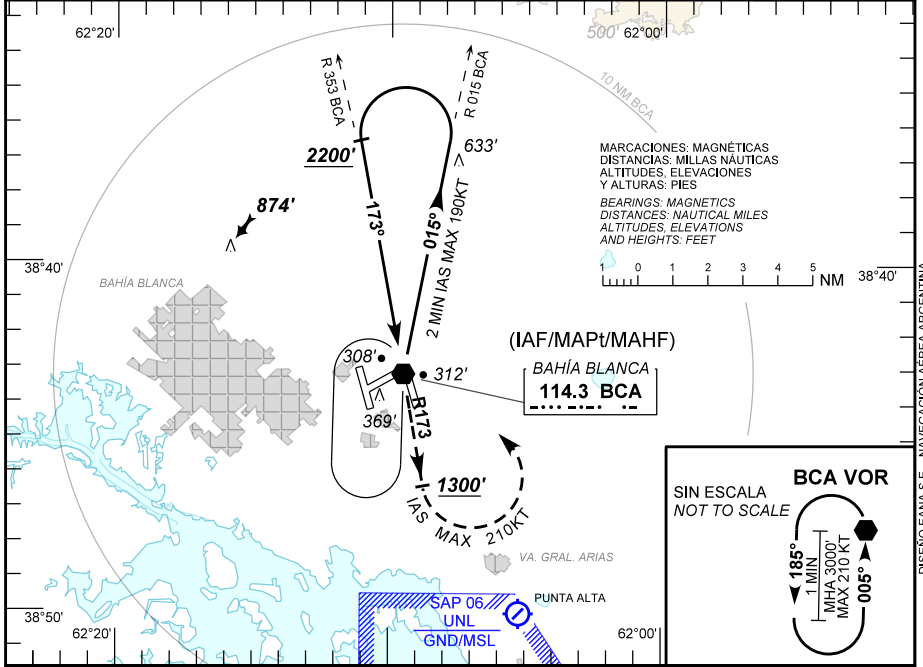 62°20'
500'
62°00'
R 353 BCA
R 015 BCA
10 NM BCA
2200'
633'
MARCACIONES: MAGNÉTICAS
DISTANCIAS: MILLAS NÁUTICAS
ALTITUDES, ELEVACIONES
Y ALTURAS: PIES
BEARINGS: MAGNETICS
DISTANCES: NAUTICAL MILES
ALTITUDES, ELEVATIONS
AND HEIGHTS: FEET
874'
173°
015°
2 MIN IAS MAX 190KT
38°40'
1 0 1 2 3 4 5 NM
38°40'
BAHÍA BLANCA
(IAF/MAPt/MAHF)
BAHÍA BLANCA
114.3 BCA
308'
312'
369'
R173
1300'
IAS MAX 210KT
VA. GRAL. ARIAS
PUNTA ALTA
SAP 06
UNL
GND/MSL
38°50'
62°20'
62°00'
BCA VOR
SIN ESCALA
NOT TO SCALE
185°
1 MIN
MHA 3000'
MAX 210 KT
005°